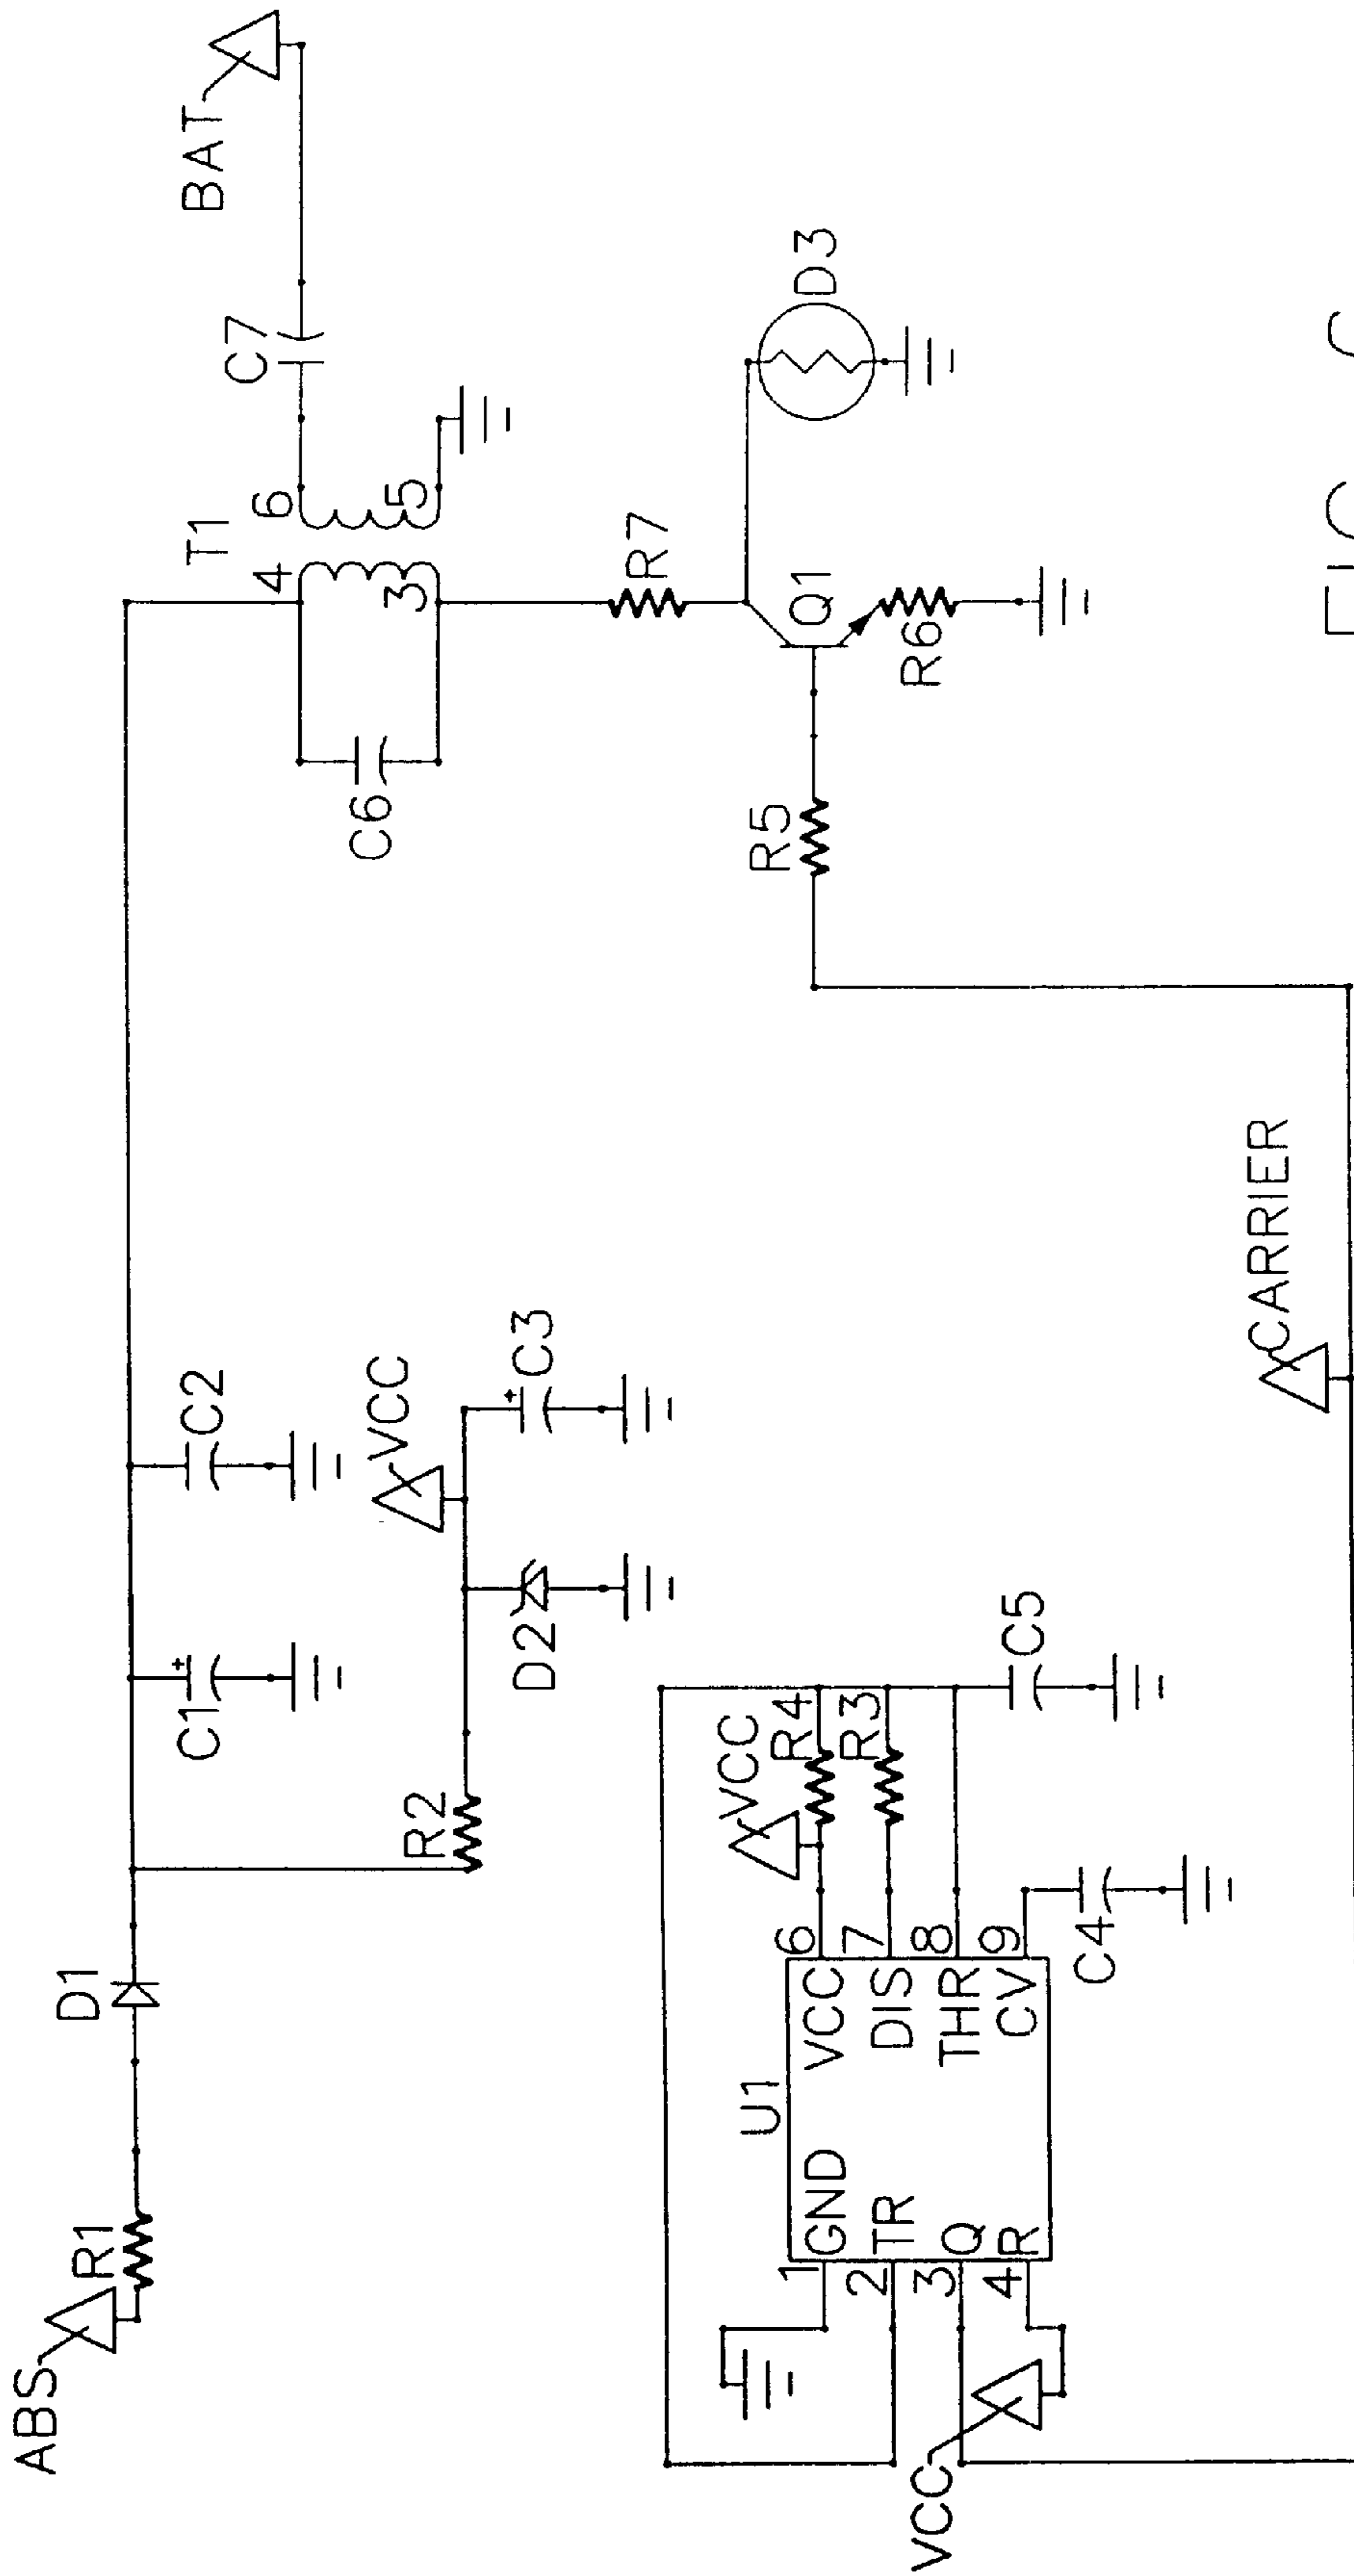 ABS
R1
D1
C1
+
C2
R2
D2
VCC
C3
+
T1
4
6
3
5
C6
C7
BAT
R7
Q1
D3
R5
R6
U1
1
GND
2
TR
3
Q
4
R
VCC
6
DIS
7
THR
8
CV
9
VCC
VCC
R4
R3
C5
C4
CARRIER